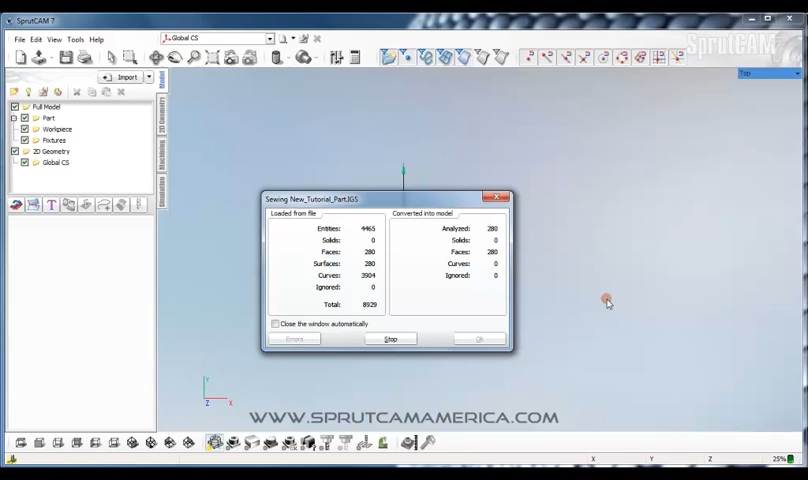 SprutCAM 7
File Edit View Tools Help
Global CS
SprutCAM
Import
Top
Model
2D Geometry
Machining
Simulation
Full Model
Part
Workpiece
Fixtures
2D Geometry
Global CS
Sewing New_Tutorial_Part.IGS
Loaded from file
Entities: 4465
Solids: 0
Faces: 280
Surfaces: 280
Curves: 3904
Ignored: 0
Total: 8929
Converted into model
Analyzed: 280
Solids: 0
Faces: 280
Curves: 0
Ignored: 0
Close the window automatically
Errors
Stop
Ok
Y
Z X
WWW.SPRUTCAMAMERICA.COM
X Y Z 25%